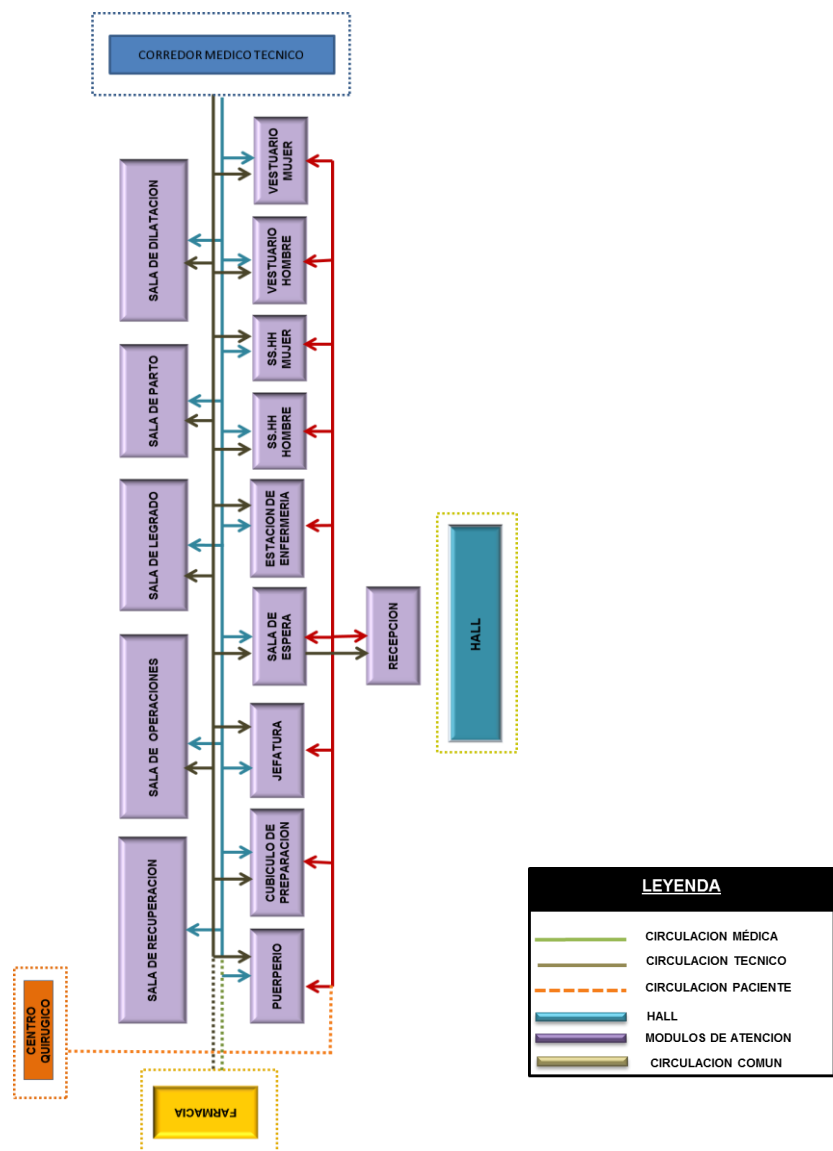 CORREDOR MEDICO TECNICO
VESTUARIO
MUJER
SALA DE DILATACION
VESTUARIO
HOMBRE
SS.HH
MUJER
SALA DE PARTO
SS.HH
HOMBRE
SALA DE LEGRADO
ESTACION DE
ENFERMERIA
SALA DE
ESPERA
RECEPCION
HALL
SALA DE OPERACIONES
JEFATURA
CUBICULO DE
PREPARACION
SALA DE RECUPERACION
PUERPERIO
CENTRO
QUIRUGICO
FARMACIA
LEYENDA
CIRCULACION MÉDICA
CIRCULACION TECNICO
CIRCULACION PACIENTE
HALL
MODULOS DE ATENCION
CIRCULACION COMUN